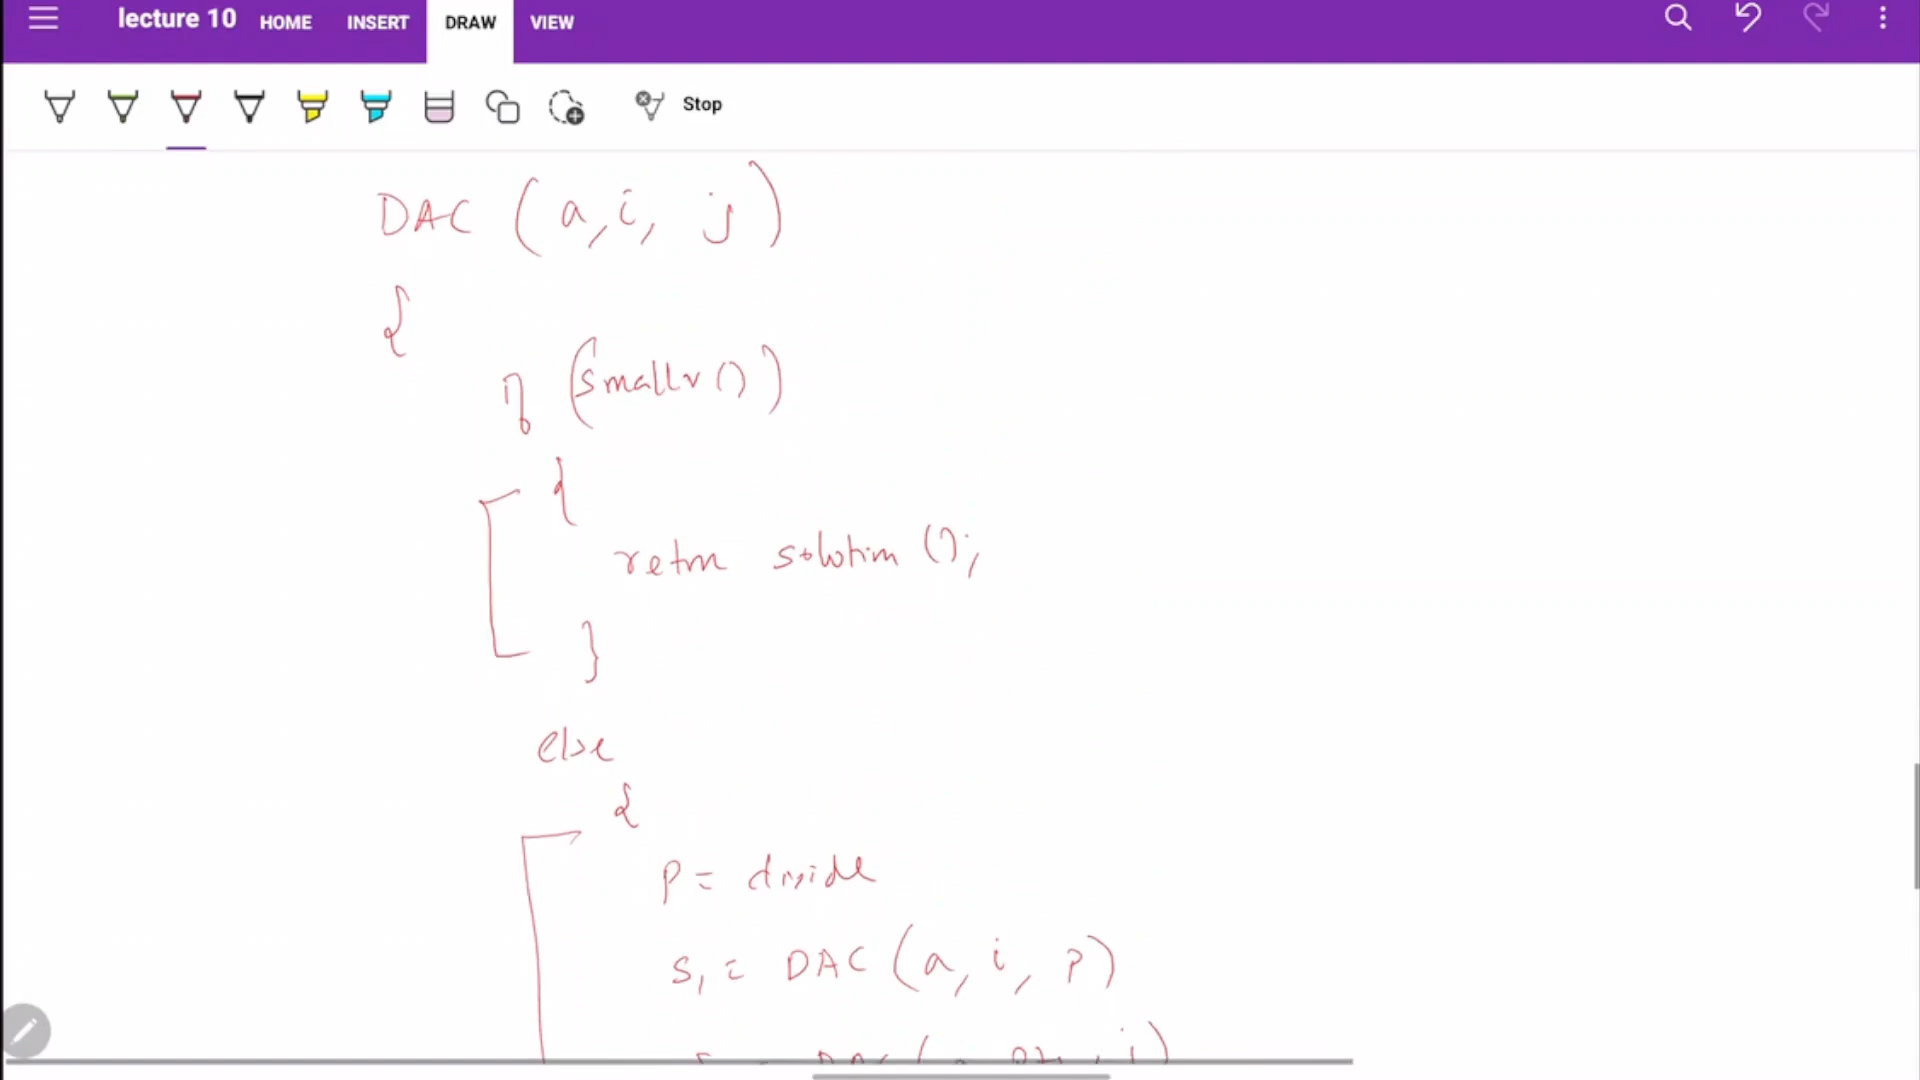 lecture 10 HOME INSERT DRAW VIEW
Stop
DAC (a, i, j)
{
if (smallr())
{
retrn solution ();
}
else
{
P = divide
S1 = DAC (a, i, P)